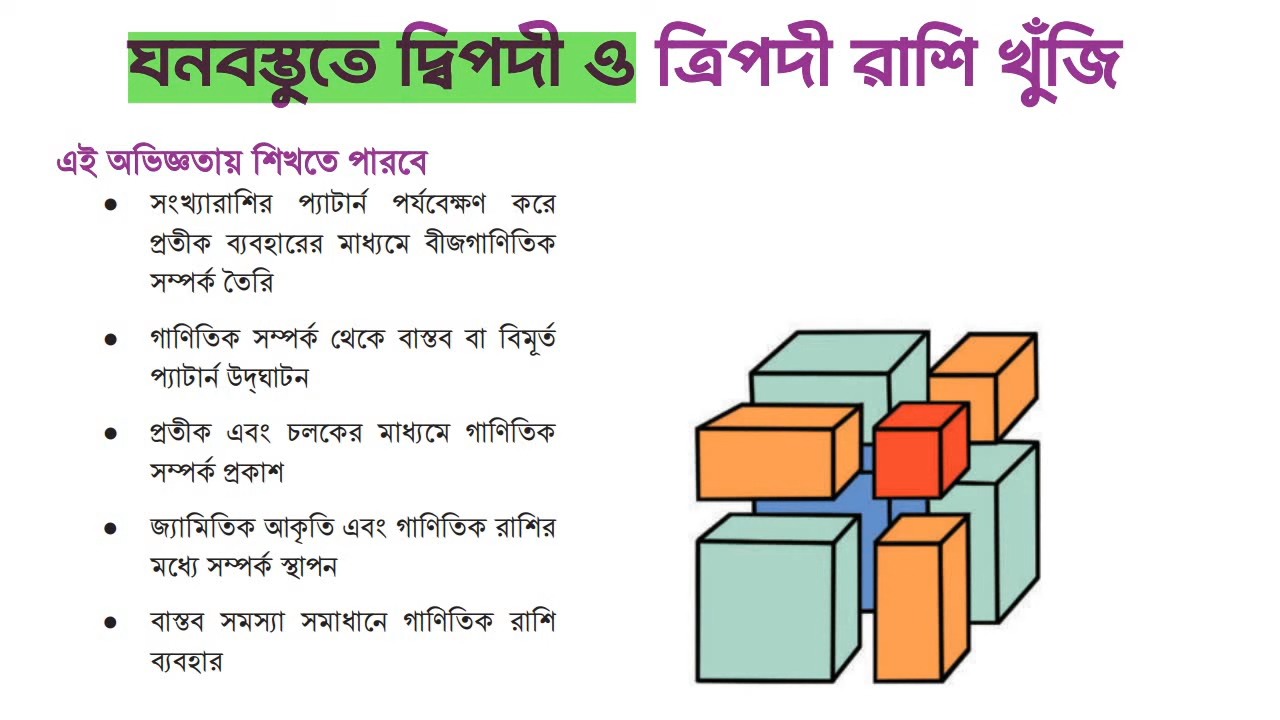 ঘনবস্তুতে দ্বিপদী ও ত্রিপদী রাশি খুঁজি
এই অভিজ্ঞতায় শিখতে পারবে
● সংখ্যারাশির প্যাটার্ন পর্যবেক্ষণ করে
প্রতীক ব্যবহারের মাধ্যমে বীজগাণিতিক
সম্পর্ক তৈরি
● গাণিতিক সম্পর্ক থেকে বাস্তব বা বিমূর্ত
প্যাটার্ন উদ্‌ঘাটন
● প্রতীক এবং চলকের মাধ্যমে গাণিতিক
সম্পর্ক প্রকাশ
● জ্যামিতিক আকৃতি এবং গাণিতিক রাশির
মধ্যে সম্পর্ক স্থাপন
● বাস্তব সমস্যা সমাধানে গাণিতিক রাশি
ব্যবহার